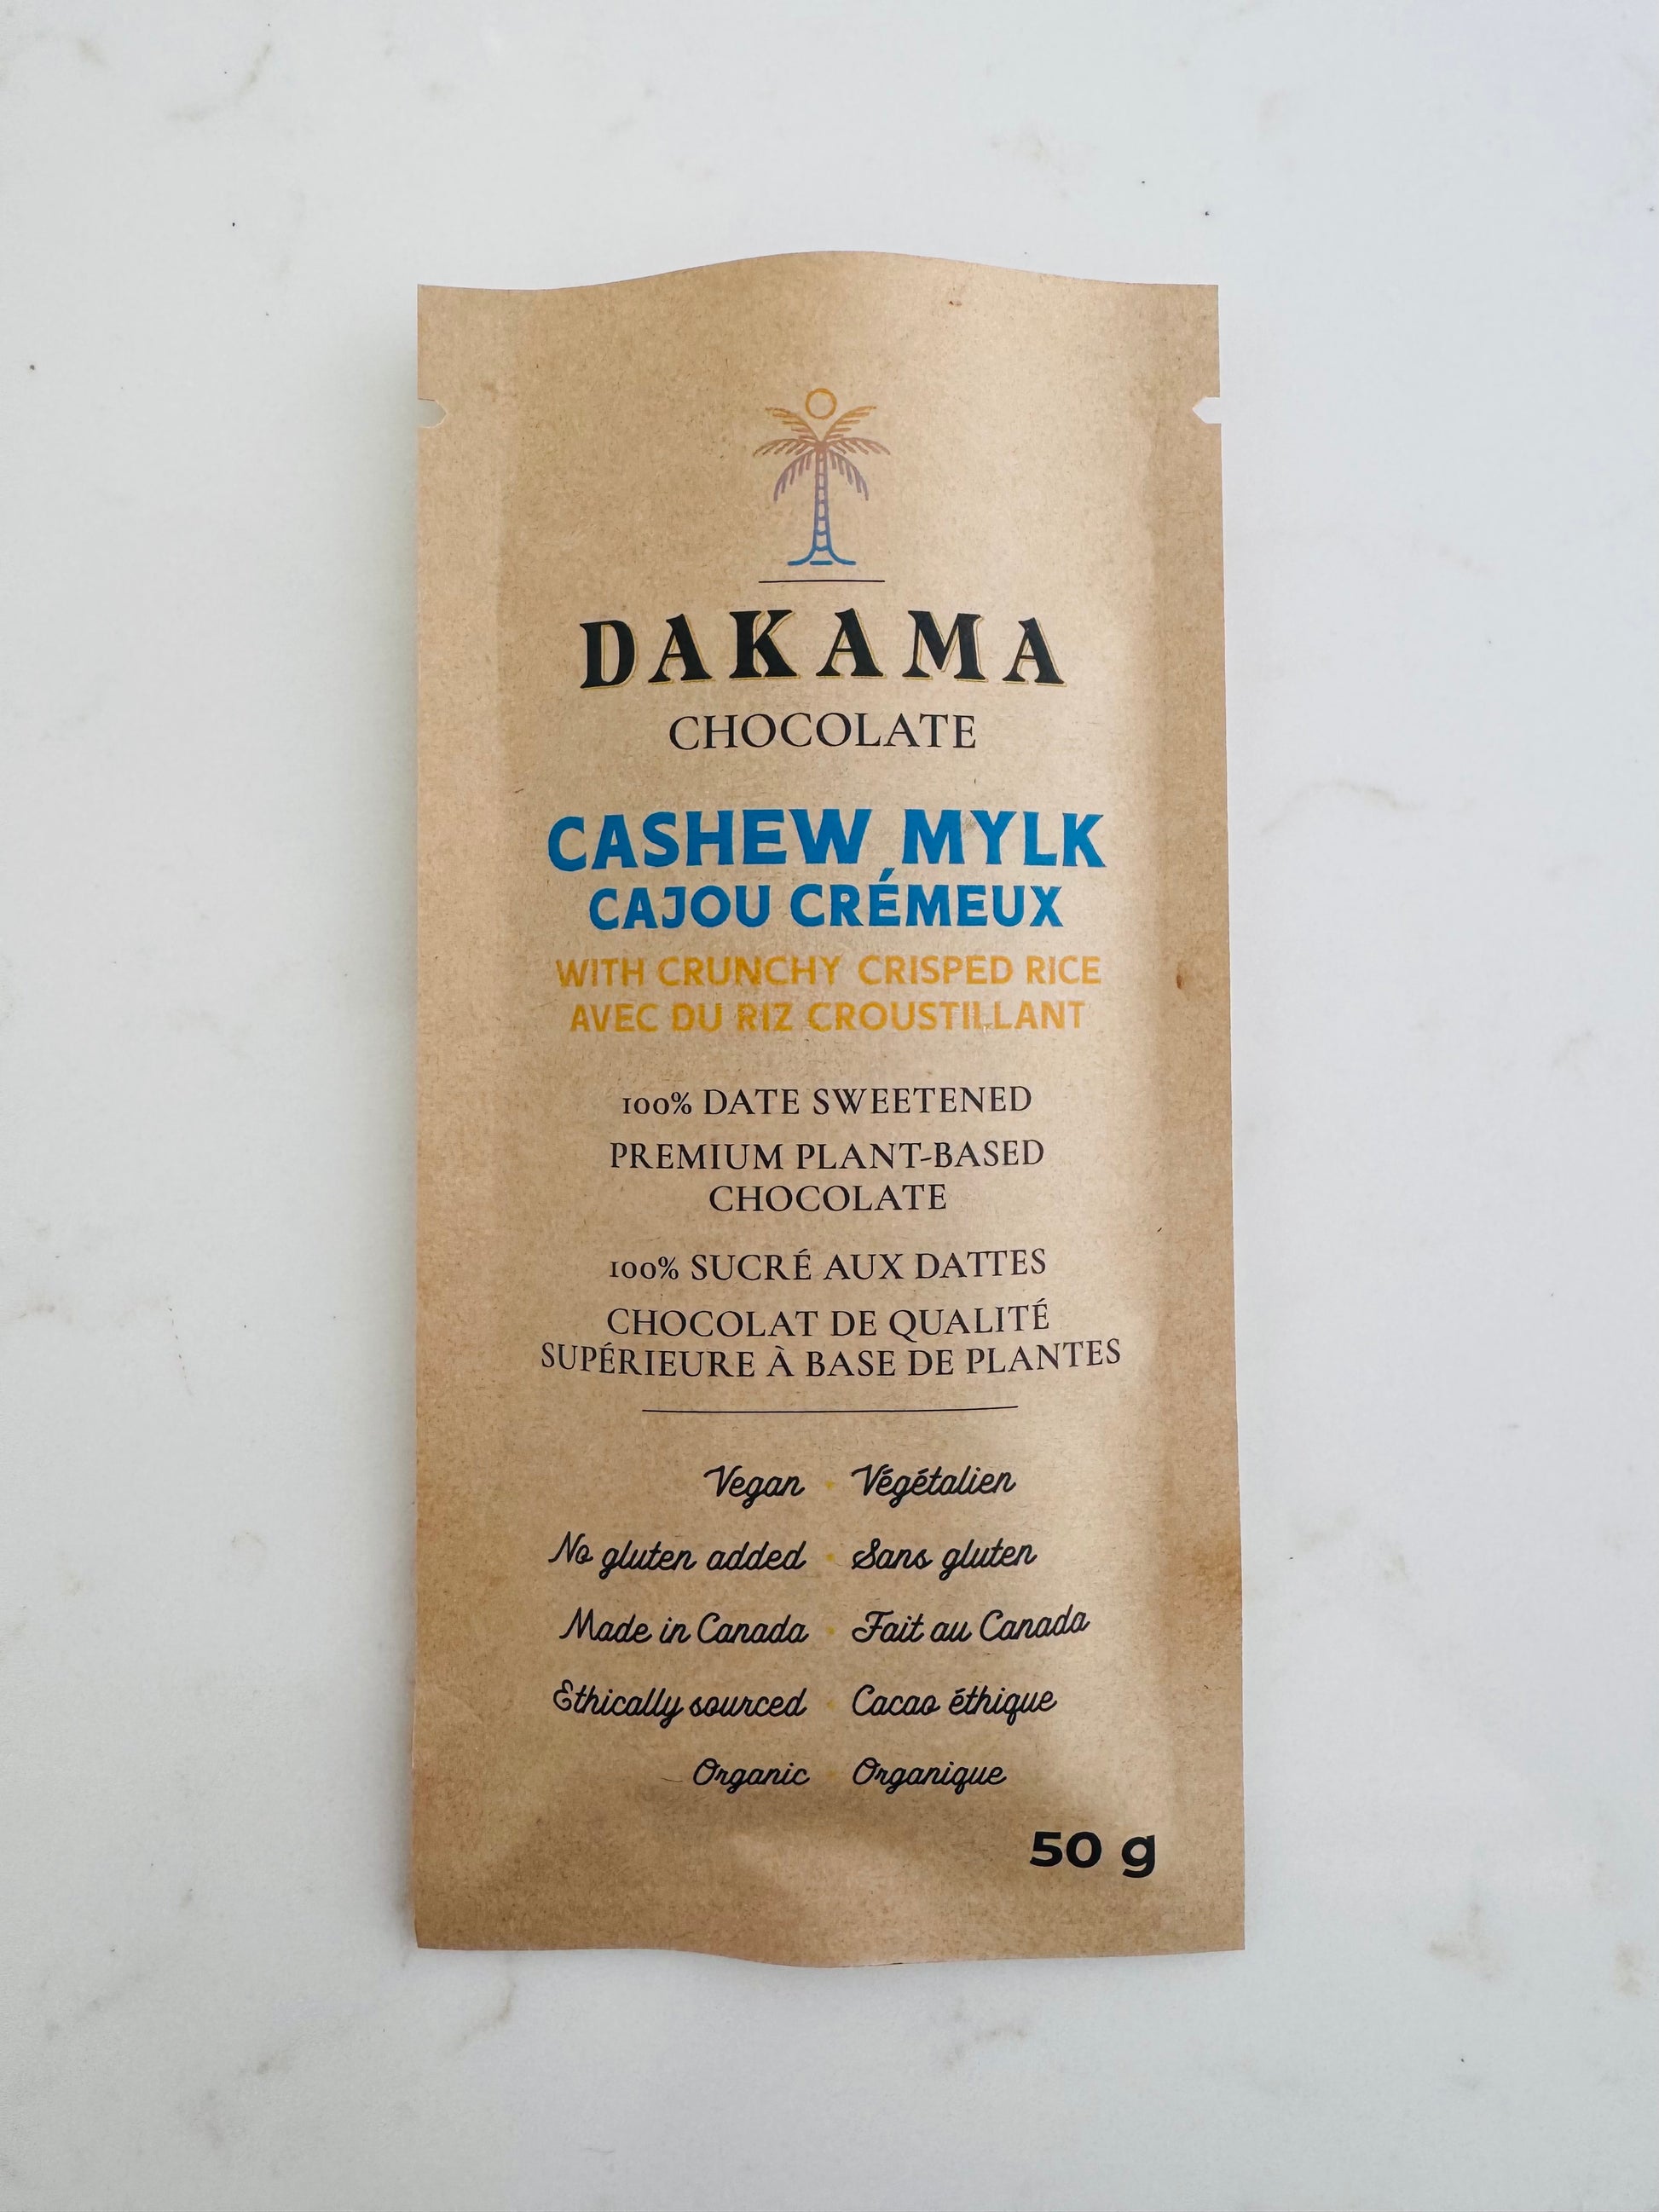 DAKAMA
CHOCOLATE
CASHEW MYLK
CAJOU CRÉMEUX
WITH CRUNCHY CRISPED RICE
AVEC DU RIZ CROUSTILLANT
100% DATE SWEETENED
PREMIUM PLANT-BASED
CHOCOLATE
100% SUCRÉ AUX DATTES
CHOCOLAT DE QUALITÉ
SUPÉRIEURE À BASE DE PLANTES
Vegan • Végétalien
No gluten added • Sans gluten
Made in Canada • Fait au Canada
Ethically sourced • Cacao éthique
Organic • Organique
50 g